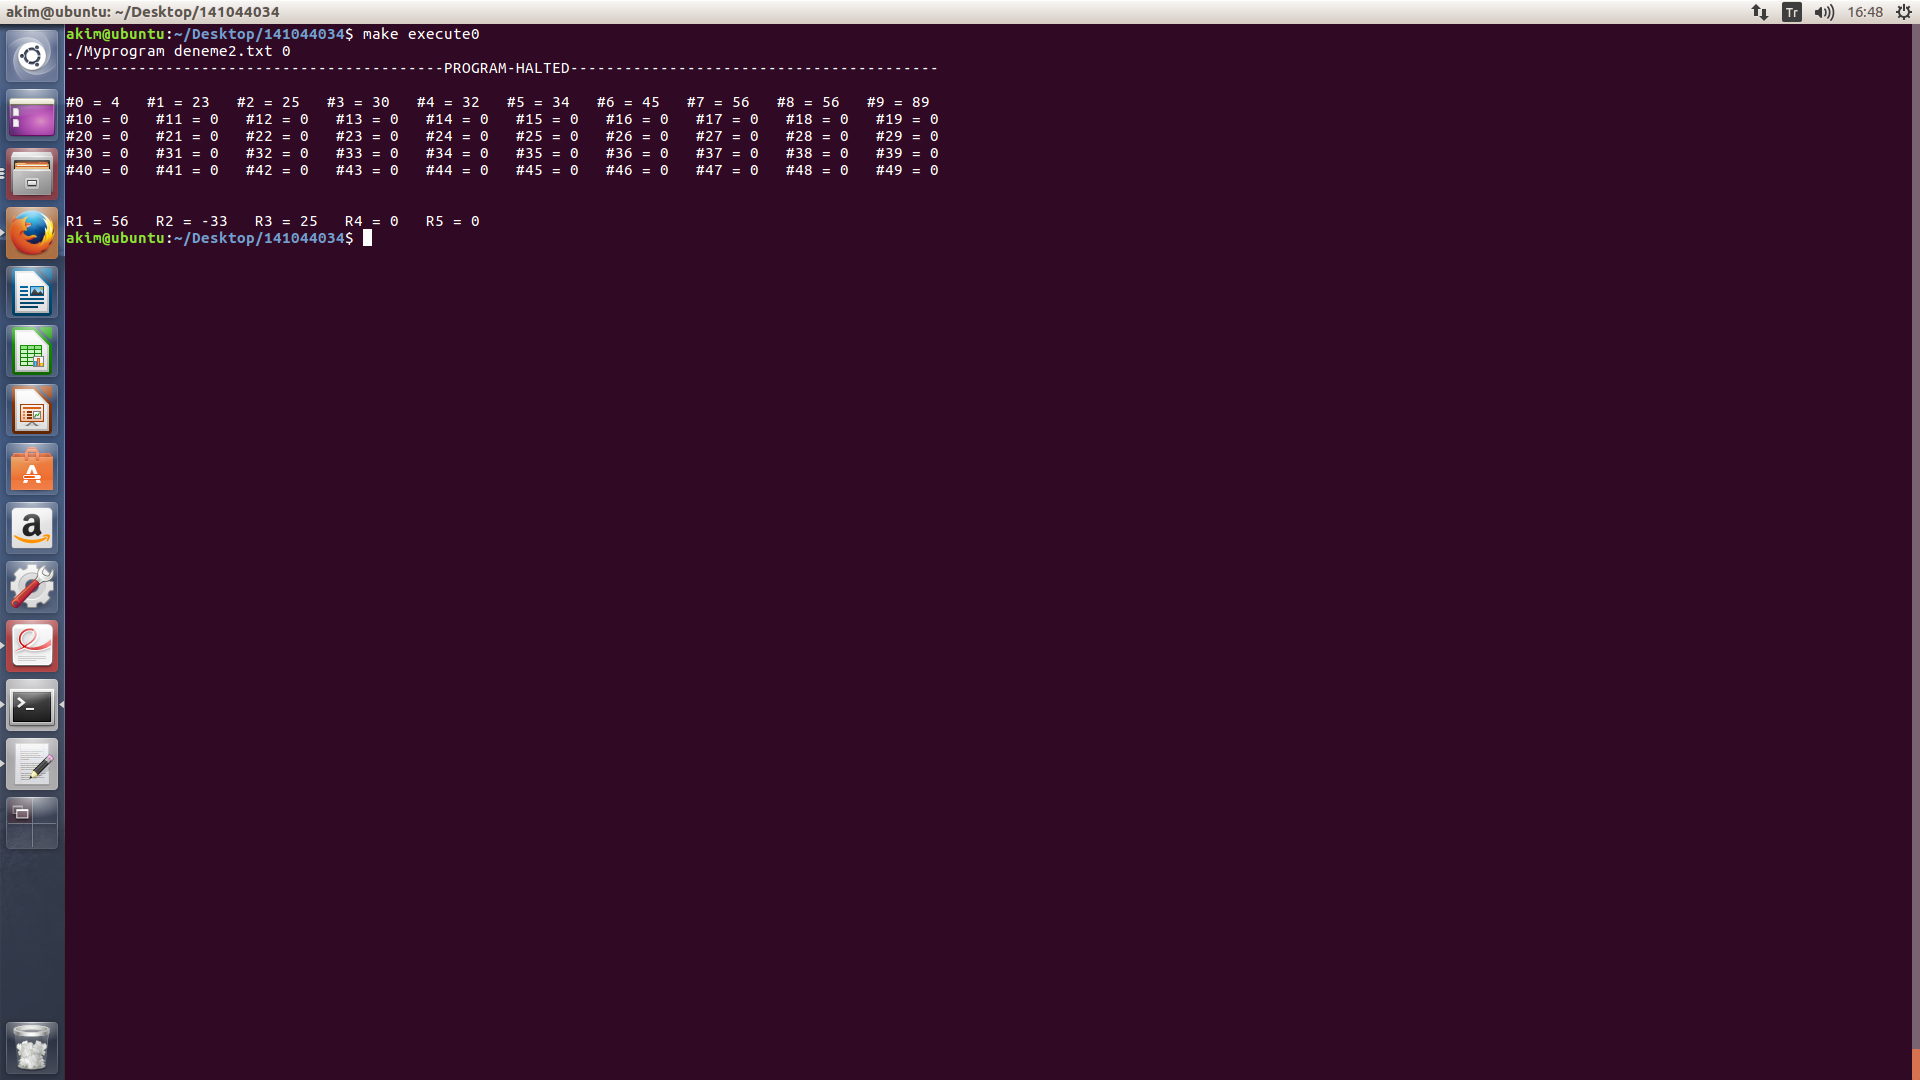 akim@ubuntu: ~/Desktop/141044034 Tr 16:48
akim@ubuntu:~/Desktop/141044034$ make execute0
./Myprogram deneme2.txt 0
------------------------------------------PROGRAM-HALTED-----------------------------------------
#0 = 4   #1 = 23   #2 = 25   #3 = 30   #4 = 32   #5 = 34   #6 = 45   #7 = 56   #8 = 56   #9 = 89
#10 = 0   #11 = 0   #12 = 0   #13 = 0   #14 = 0   #15 = 0   #16 = 0   #17 = 0   #18 = 0   #19 = 0
#20 = 0   #21 = 0   #22 = 0   #23 = 0   #24 = 0   #25 = 0   #26 = 0   #27 = 0   #28 = 0   #29 = 0
#30 = 0   #31 = 0   #32 = 0   #33 = 0   #34 = 0   #35 = 0   #36 = 0   #37 = 0   #38 = 0   #39 = 0
#40 = 0   #41 = 0   #42 = 0   #43 = 0   #44 = 0   #45 = 0   #46 = 0   #47 = 0   #48 = 0   #49 = 0
R1 = 56   R2 = -33   R3 = 25   R4 = 0   R5 = 0
akim@ubuntu:~/Desktop/141044034$